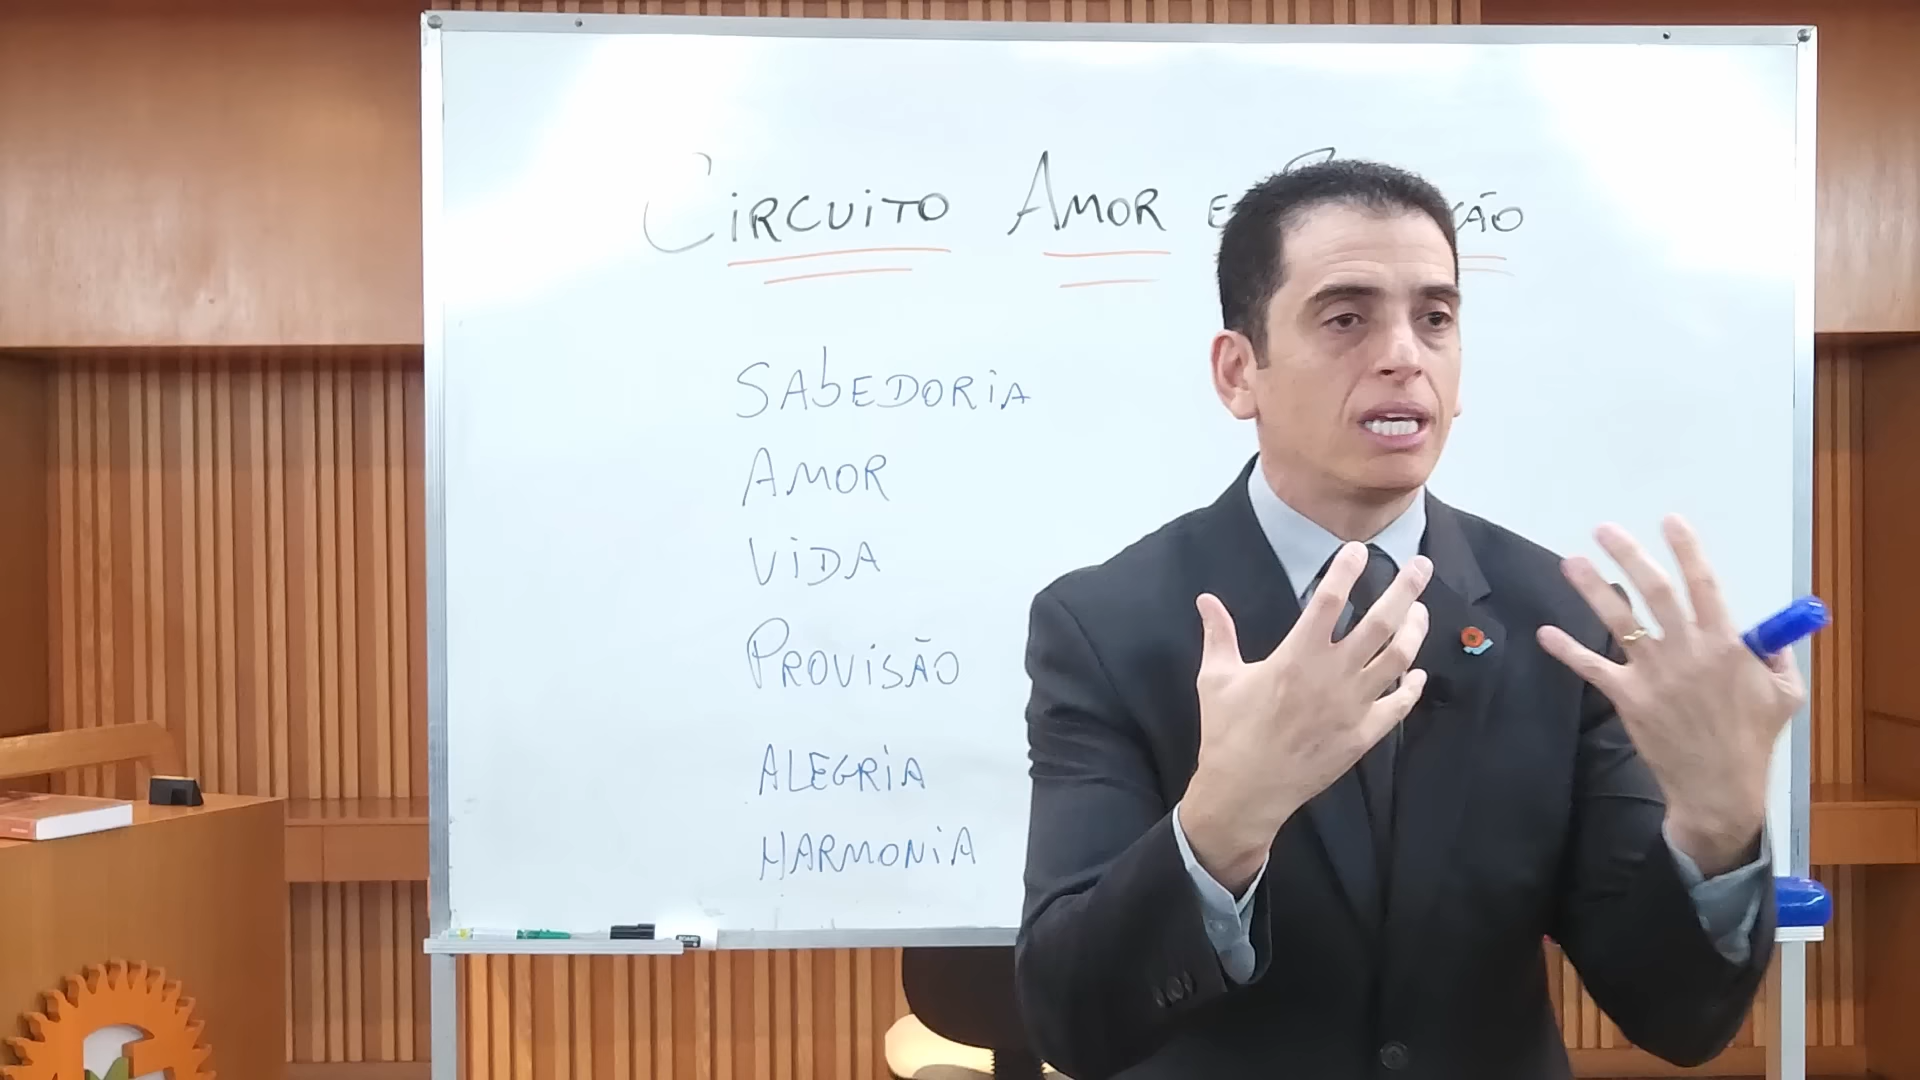 CIRCUITO AMOR E
SAbEDORiA
AMOR
ViDA
PROViSÃO
ALEGRiA
HARMONiA